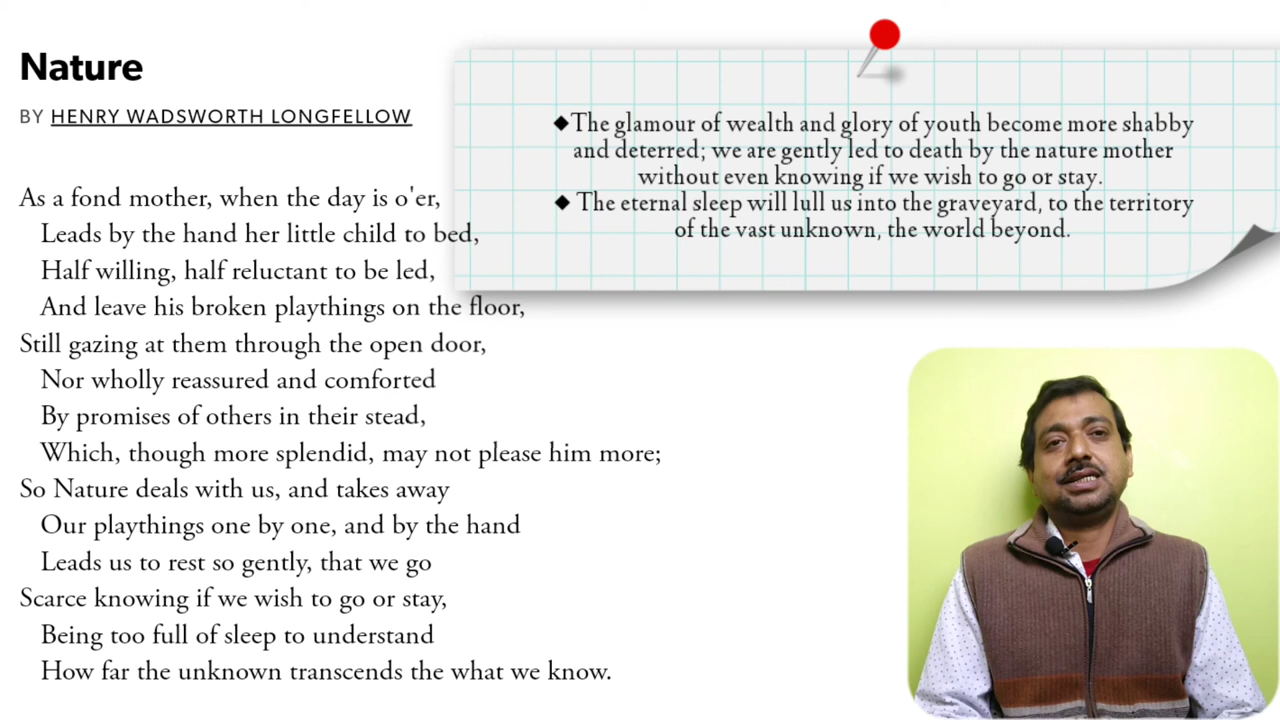 Nature
BY HENRY WADSWORTH LONGFELLOW
As a fond mother, when the day is o'er,
Leads by the hand her little child to bed,
Half willing, half reluctant to be led,
And leave his broken playthings on the floor,
Still gazing at them through the open door,
Nor wholly reassured and comforted
By promises of others in their stead,
Which, though more splendid, may not please him more;
So Nature deals with us, and takes away
Our playthings one by one, and by the hand
Leads us to rest so gently, that we go
Scarce knowing if we wish to go or stay,
Being too full of sleep to understand
How far the unknown transcends the what we know.
◆The glamour of wealth and glory of youth become more shabby
and deterred; we are gently led to death by the nature mother
without even knowing if we wish to go or stay.
◆ The eternal sleep will lull us into the graveyard, to the territory
of the vast unknown, the world beyond.